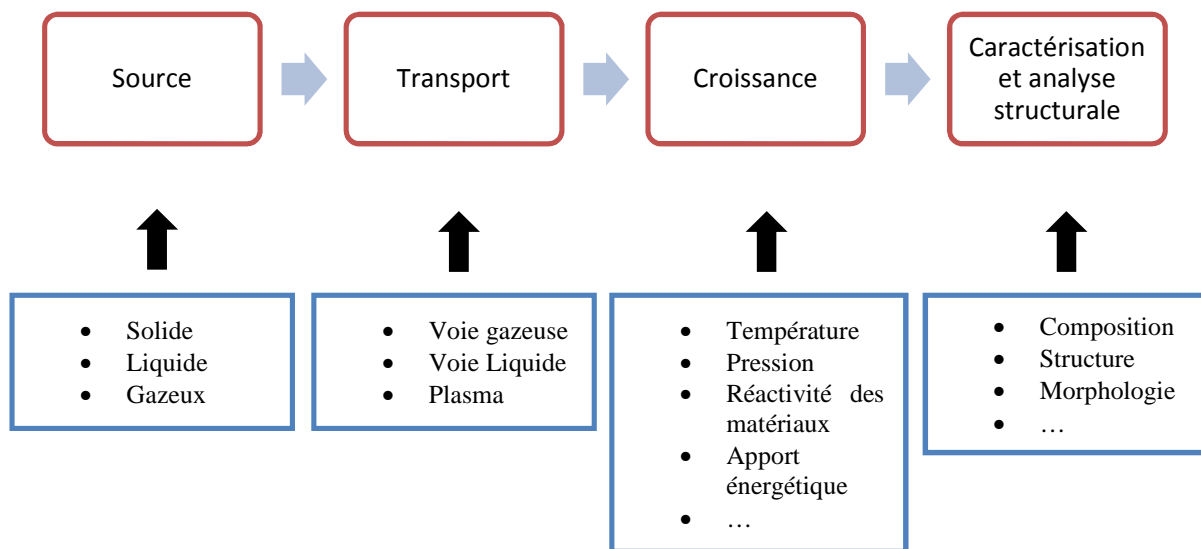 Source
Transport
Croissance
Caractérisation
et analyse
structurale
• Solide
• Liquide
• Gazeux
• Voie gazeuse
• Voie Liquide
• Plasma
• Température
• Pression
• Réactivité des
matériaux
• Apport
énergétique
• …
• Composition
• Structure
• Morphologie
• …